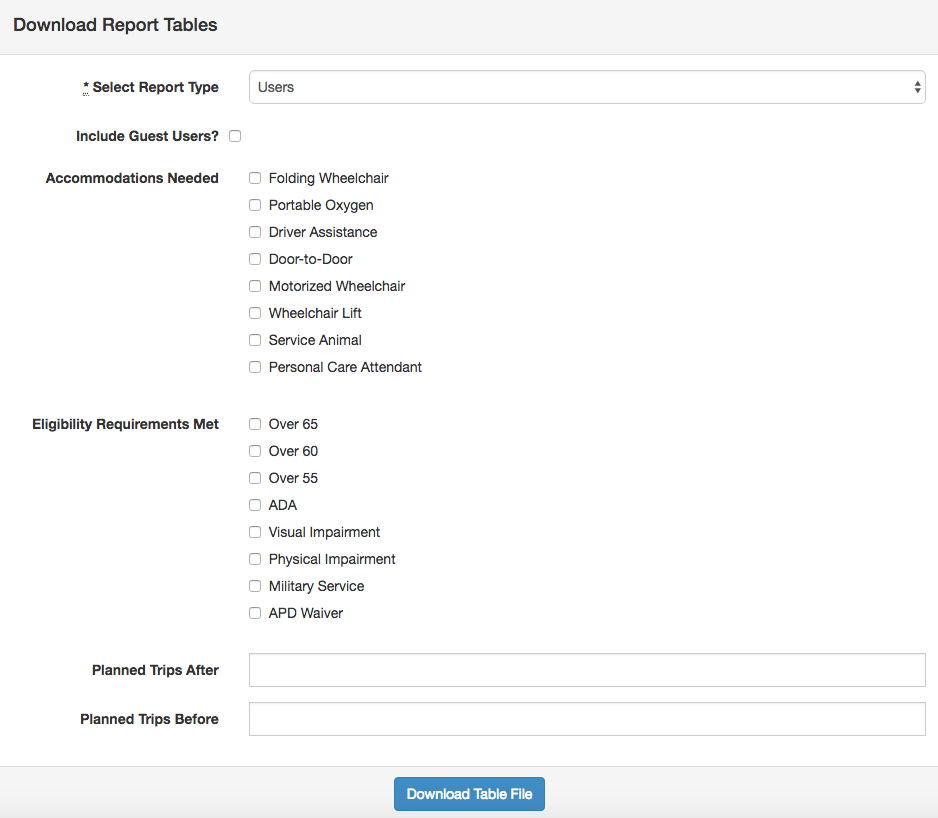 Download Report Tables
* Select Report Type Users
Include Guest Users?
Accommodations Needed Folding Wheelchair
Portable Oxygen
Driver Assistance
Door-to-Door
Motorized Wheelchair
Wheelchair Lift
Service Animal
Personal Care Attendant
Eligibility Requirements Met Over 65
Over 60
Over 55
ADA
Visual Impairment
Physical Impairment
Military Service
APD Waiver
Planned Trips After
Planned Trips Before
Download Table File